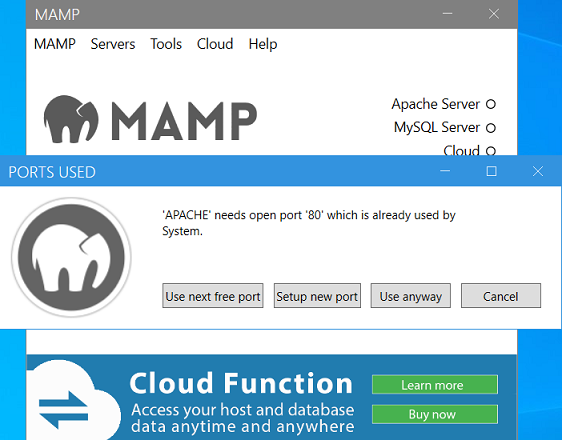 MAMP
MAMP Servers Tools Cloud Help
MAMP
Apache Server
MySQL Server
Cloud
PORTS USED
'APACHE' needs open port '80' which is already used by
System.
Use next free port Setup new port Use anyway Cancel
Cloud Function
Access your host and database
data anytime and anywhere
Learn more
Buy now